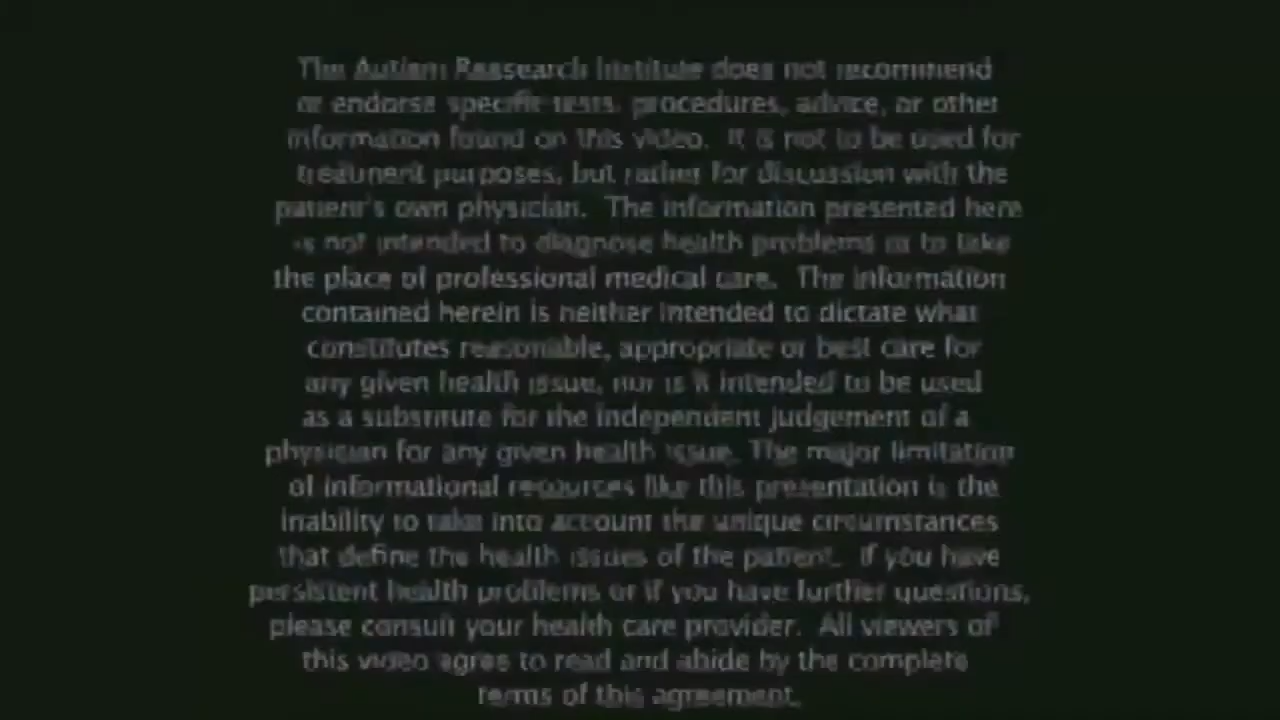 The Autism Reasearch Institute does not recommend
or endorse specific tests, procedures, advice, or other
information found on this video. It is not to be used for
treatment purposes, but rather for discussion with the
patient's own physician. The information presented here
is not intended to diagnose health problems or to take
the place of professional medical care. The information
contained herein is neither intended to dictate what
constitutes reasonable, appropriate or best care for
any given health issue, nor is it intended to be used
as a substitute for the independent judgement of a
physician for any given health issue. The major limitation
of informational resources like this presentation is the
inability to take into account the unique circumstances
that define the health issues of the patient. If you have
persistent health problems or if you have further questions,
please consult your health care provider. All viewers of
this video agree to read and abide by the complete
terms of this agreement.